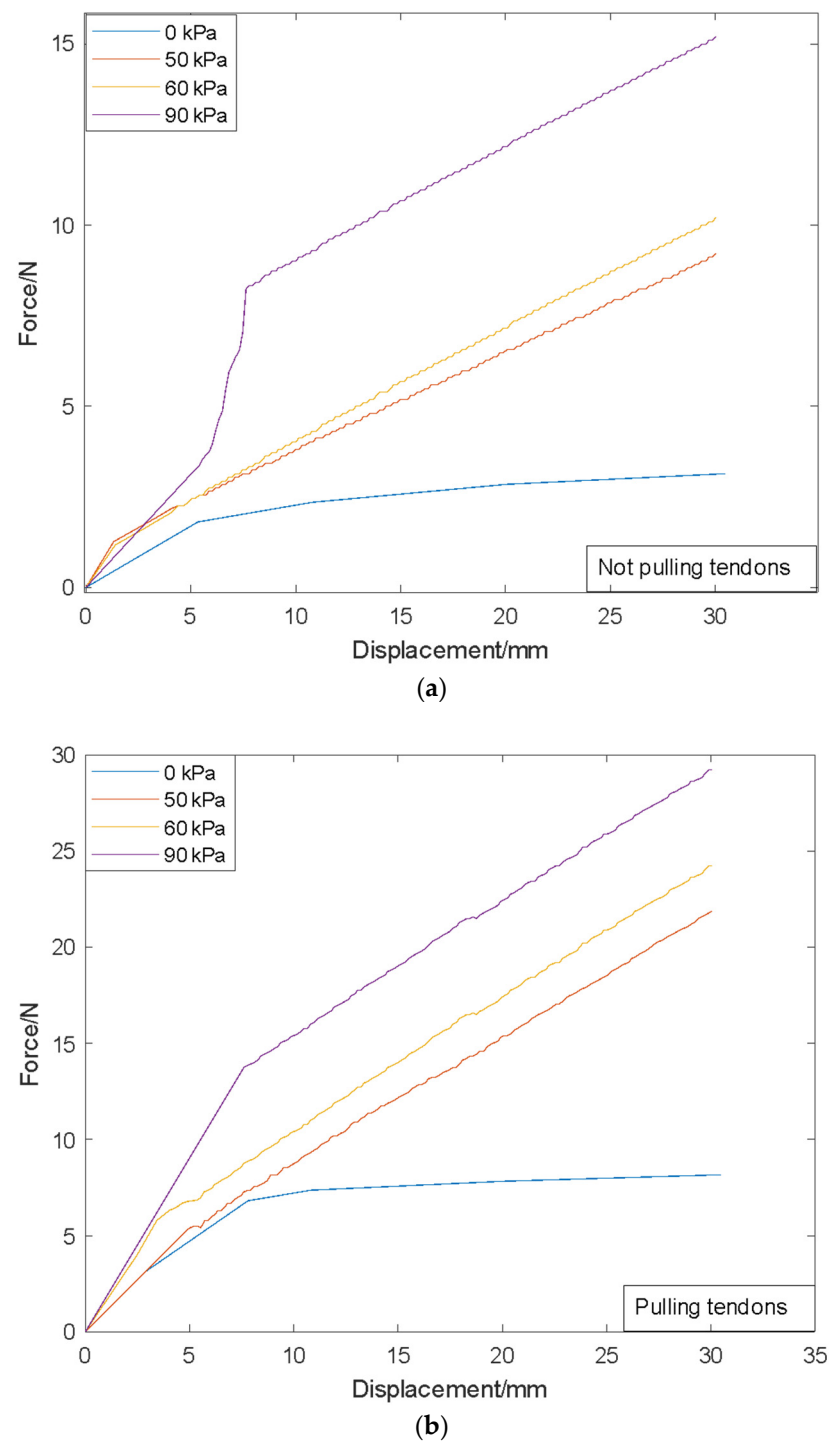 15
10
5
0
Force/N
0 kPa
50 kPa
60 kPa
90 kPa
Not pulling tendons
0 5 10 15 20 25 30
Displacement/mm
(a)
30
25
20
15
10
5
0
Force/N
0 kPa
50 kPa
60 kPa
90 kPa
Pulling tendons
0 5 10 15 20 25 30 35
Displacement/mm
(b)